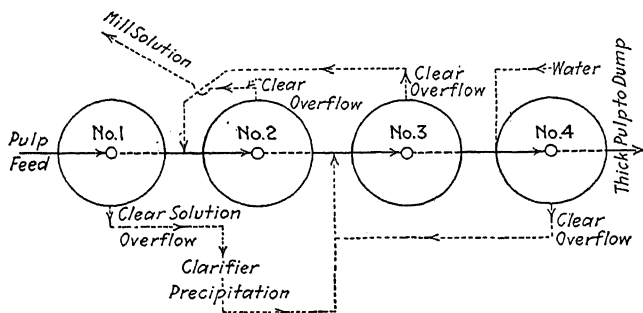 Mill Solution
Clear
Overflow
Clear
Overflow
Water
Thick Pulp to Dump
Pulp
Feed
No.1
No.2
No.3
No.4
Clear Solution
Overflow
Clarifier
Precipitation
Clear
Overflow